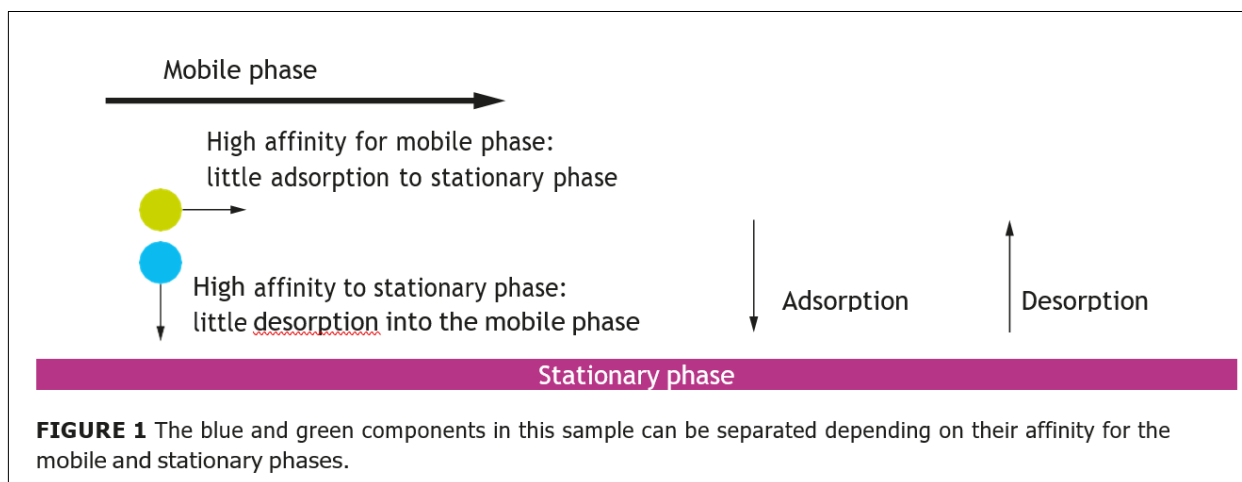 Mobile phase
High affinity for mobile phase:
little adsorption to stationary phase
High affinity to stationary phase:
little desorption into the mobile phase
Adsorption
Desorption
Stationary phase
FIGURE 1 The blue and green components in this sample can be separated depending on their affinity for the
mobile and stationary phases.